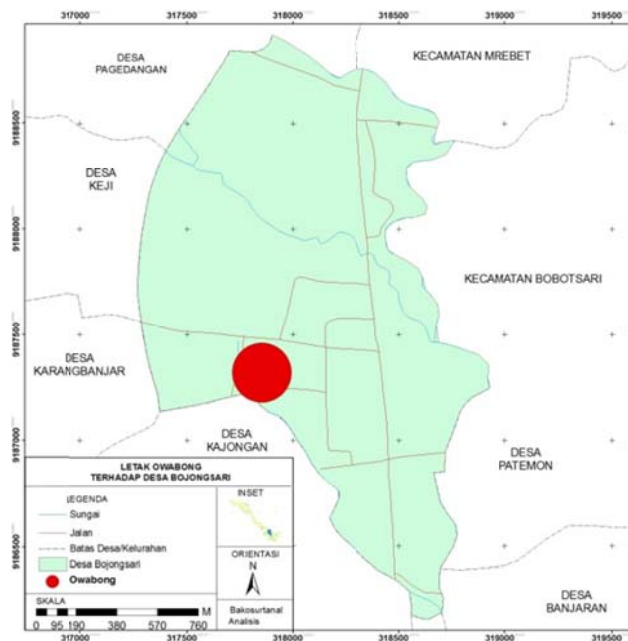 317000 317500 318000 318500 319000 319500
DESA
PAGEDANGAN
KECAMATAN MREBET
9188500
DESA
KEJI
9188000
KECAMATAN BOBOTSARI
9187500
DESA
KARANGBANJAR
9187000
DESA
KAJONGAN
DESA
PATEMON
9186500
DESA
BANJARAN
LETAK OWABONG
TERHADAP DESA BOJONGSARI
LEGENDA
Sungai
Jalan
Batas Desa/Kelurahan
Desa Bojongsari
Owabong
SKALA
M
0 95 190 380 570 760
INSET
ORIENTASI
N
Bakosurtanal
Analisis
317000 317500 318000 318500 319000 319500